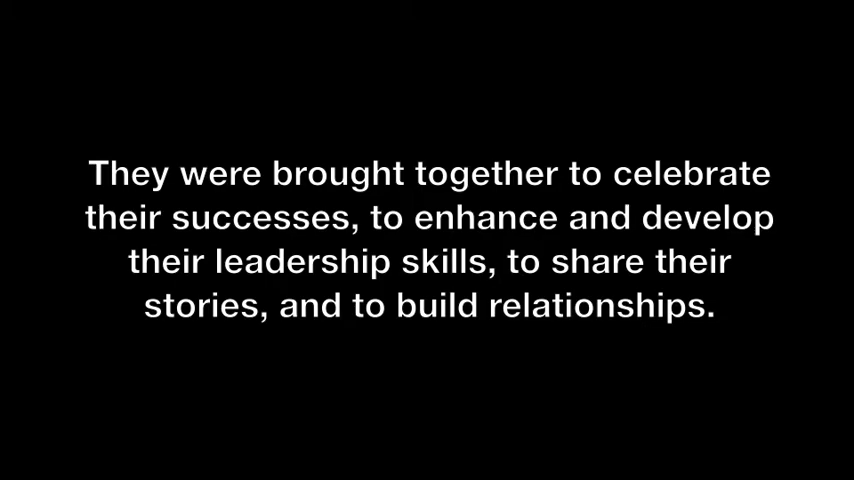 They were brought together to celebrate
their successes, to enhance and develop
their leadership skills, to share their
stories, and to build relationships.